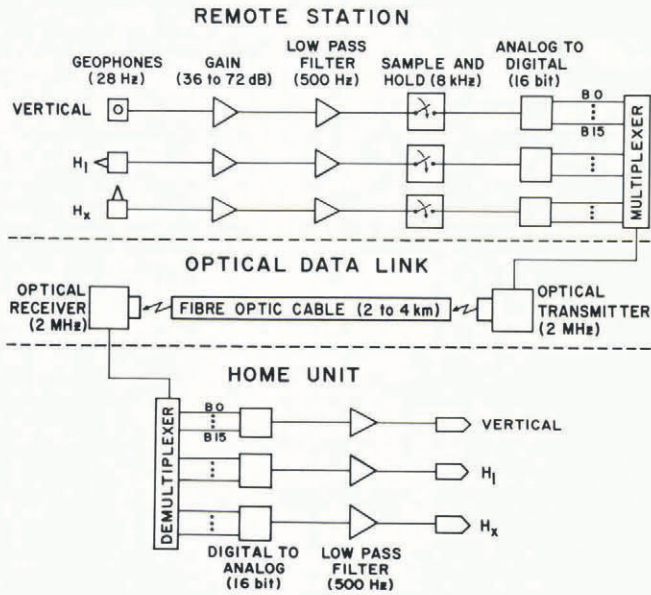 REMOTE STATION
GEOPHONES
(28 Hz)
GAIN
(36 to 72 dB)
LOW PASS
FILTER
(500 Hz)
SAMPLE AND
HOLD (8 kHz)
ANALOG TO
DIGITAL
(16 bit)
VERTICAL
B0
B15
H1
Hx
MULTIPLEXER
OPTICAL DATA LINK
OPTICAL
RECEIVER
(2 MHz)
FIBRE OPTIC CABLE (2 to 4 km)
OPTICAL
TRANSMITTER
(2 MHz)
HOME UNIT
DEMULTIPLEXER
B0
B15
VERTICAL
H1
Hx
DIGITAL TO
ANALOG
(16 bit)
LOW PASS
FILTER
(500 Hz)